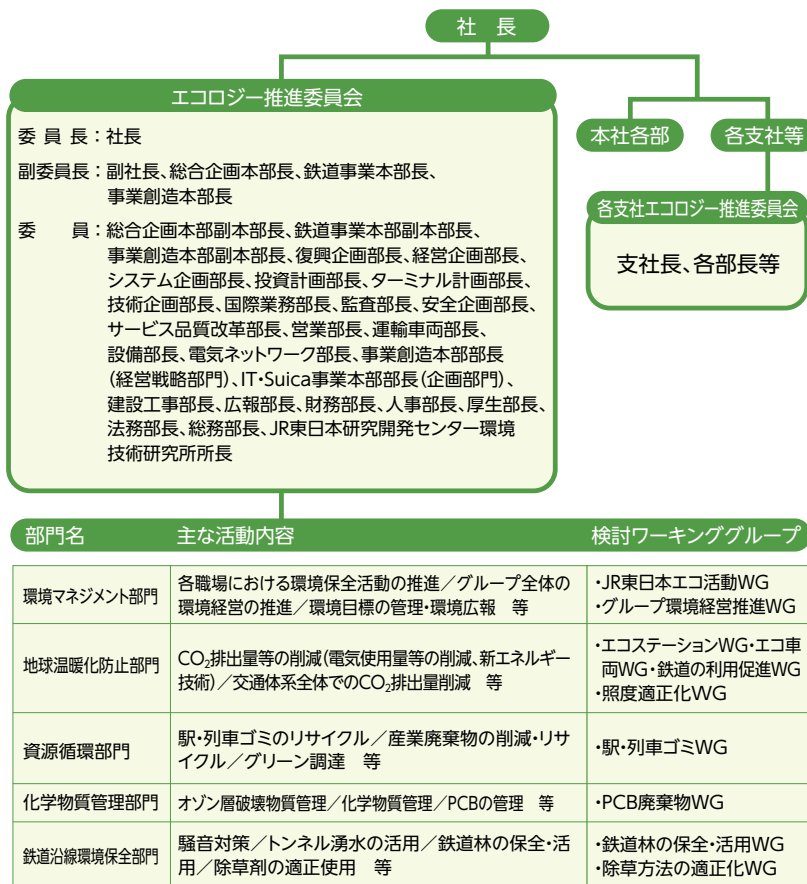 社　長
エコロジー推進委員会
委 員 長：社長
副委員長：副社長、総合企画本部長、鉄道事業本部長、
事業創造本部長
委　　員：総合企画本部副本部長、鉄道事業本部副本部長、
事業創造本部副本部長、復興企画部長、経営企画部長、
システム企画部長、投資計画部長、ターミナル計画部長、
技術企画部長、国際業務部長、監査部長、安全企画部長、
サービス品質改革部長、営業部長、運輸車両部長、
設備部長、電気ネットワーク部長、事業創造本部部長
（経営戦略部門）、IT・Suica事業本部部長（企画部門）、
建設工事部長、広報部長、財務部長、人事部長、厚生部長、
法務部長、総務部長、JR東日本研究開発センター環境
技術研究所所長
本社各部
各支社等
各支社エコロジー推進委員会
支社長、各部長等
部門名　主な活動内容　検討ワーキンググループ
環境マネジメント部門
各職場における環境保全活動の推進／グループ全体の
環境経営の推進／環境目標の管理・環境広報　等
・JR東日本エコ活動WG
・グループ環境経営推進WG
地球温暖化防止部門
CO₂排出量等の削減（電気使用量等の削減、新エネルギー
技術）／交通体系全体でのCO₂排出量削減　等
・エコステーションWG・エコ車
両WG・鉄道の利用促進WG
・照度適正化WG
資源循環部門
駅・列車ゴミのリサイクル／産業廃棄物の削減・リサ
イクル／グリーン調達　等
・駅・列車ゴミWG
化学物質管理部門
オゾン層破壊物質管理／化学物質管理／PCBの管理　等
・PCB廃棄物WG
鉄道沿線環境保全部門
騒音対策／トンネル湧水の活用／鉄道林の保全・活
用／除草剤の適正使用　等
・鉄道林の保全・活用WG
・除草方法の適正化WG